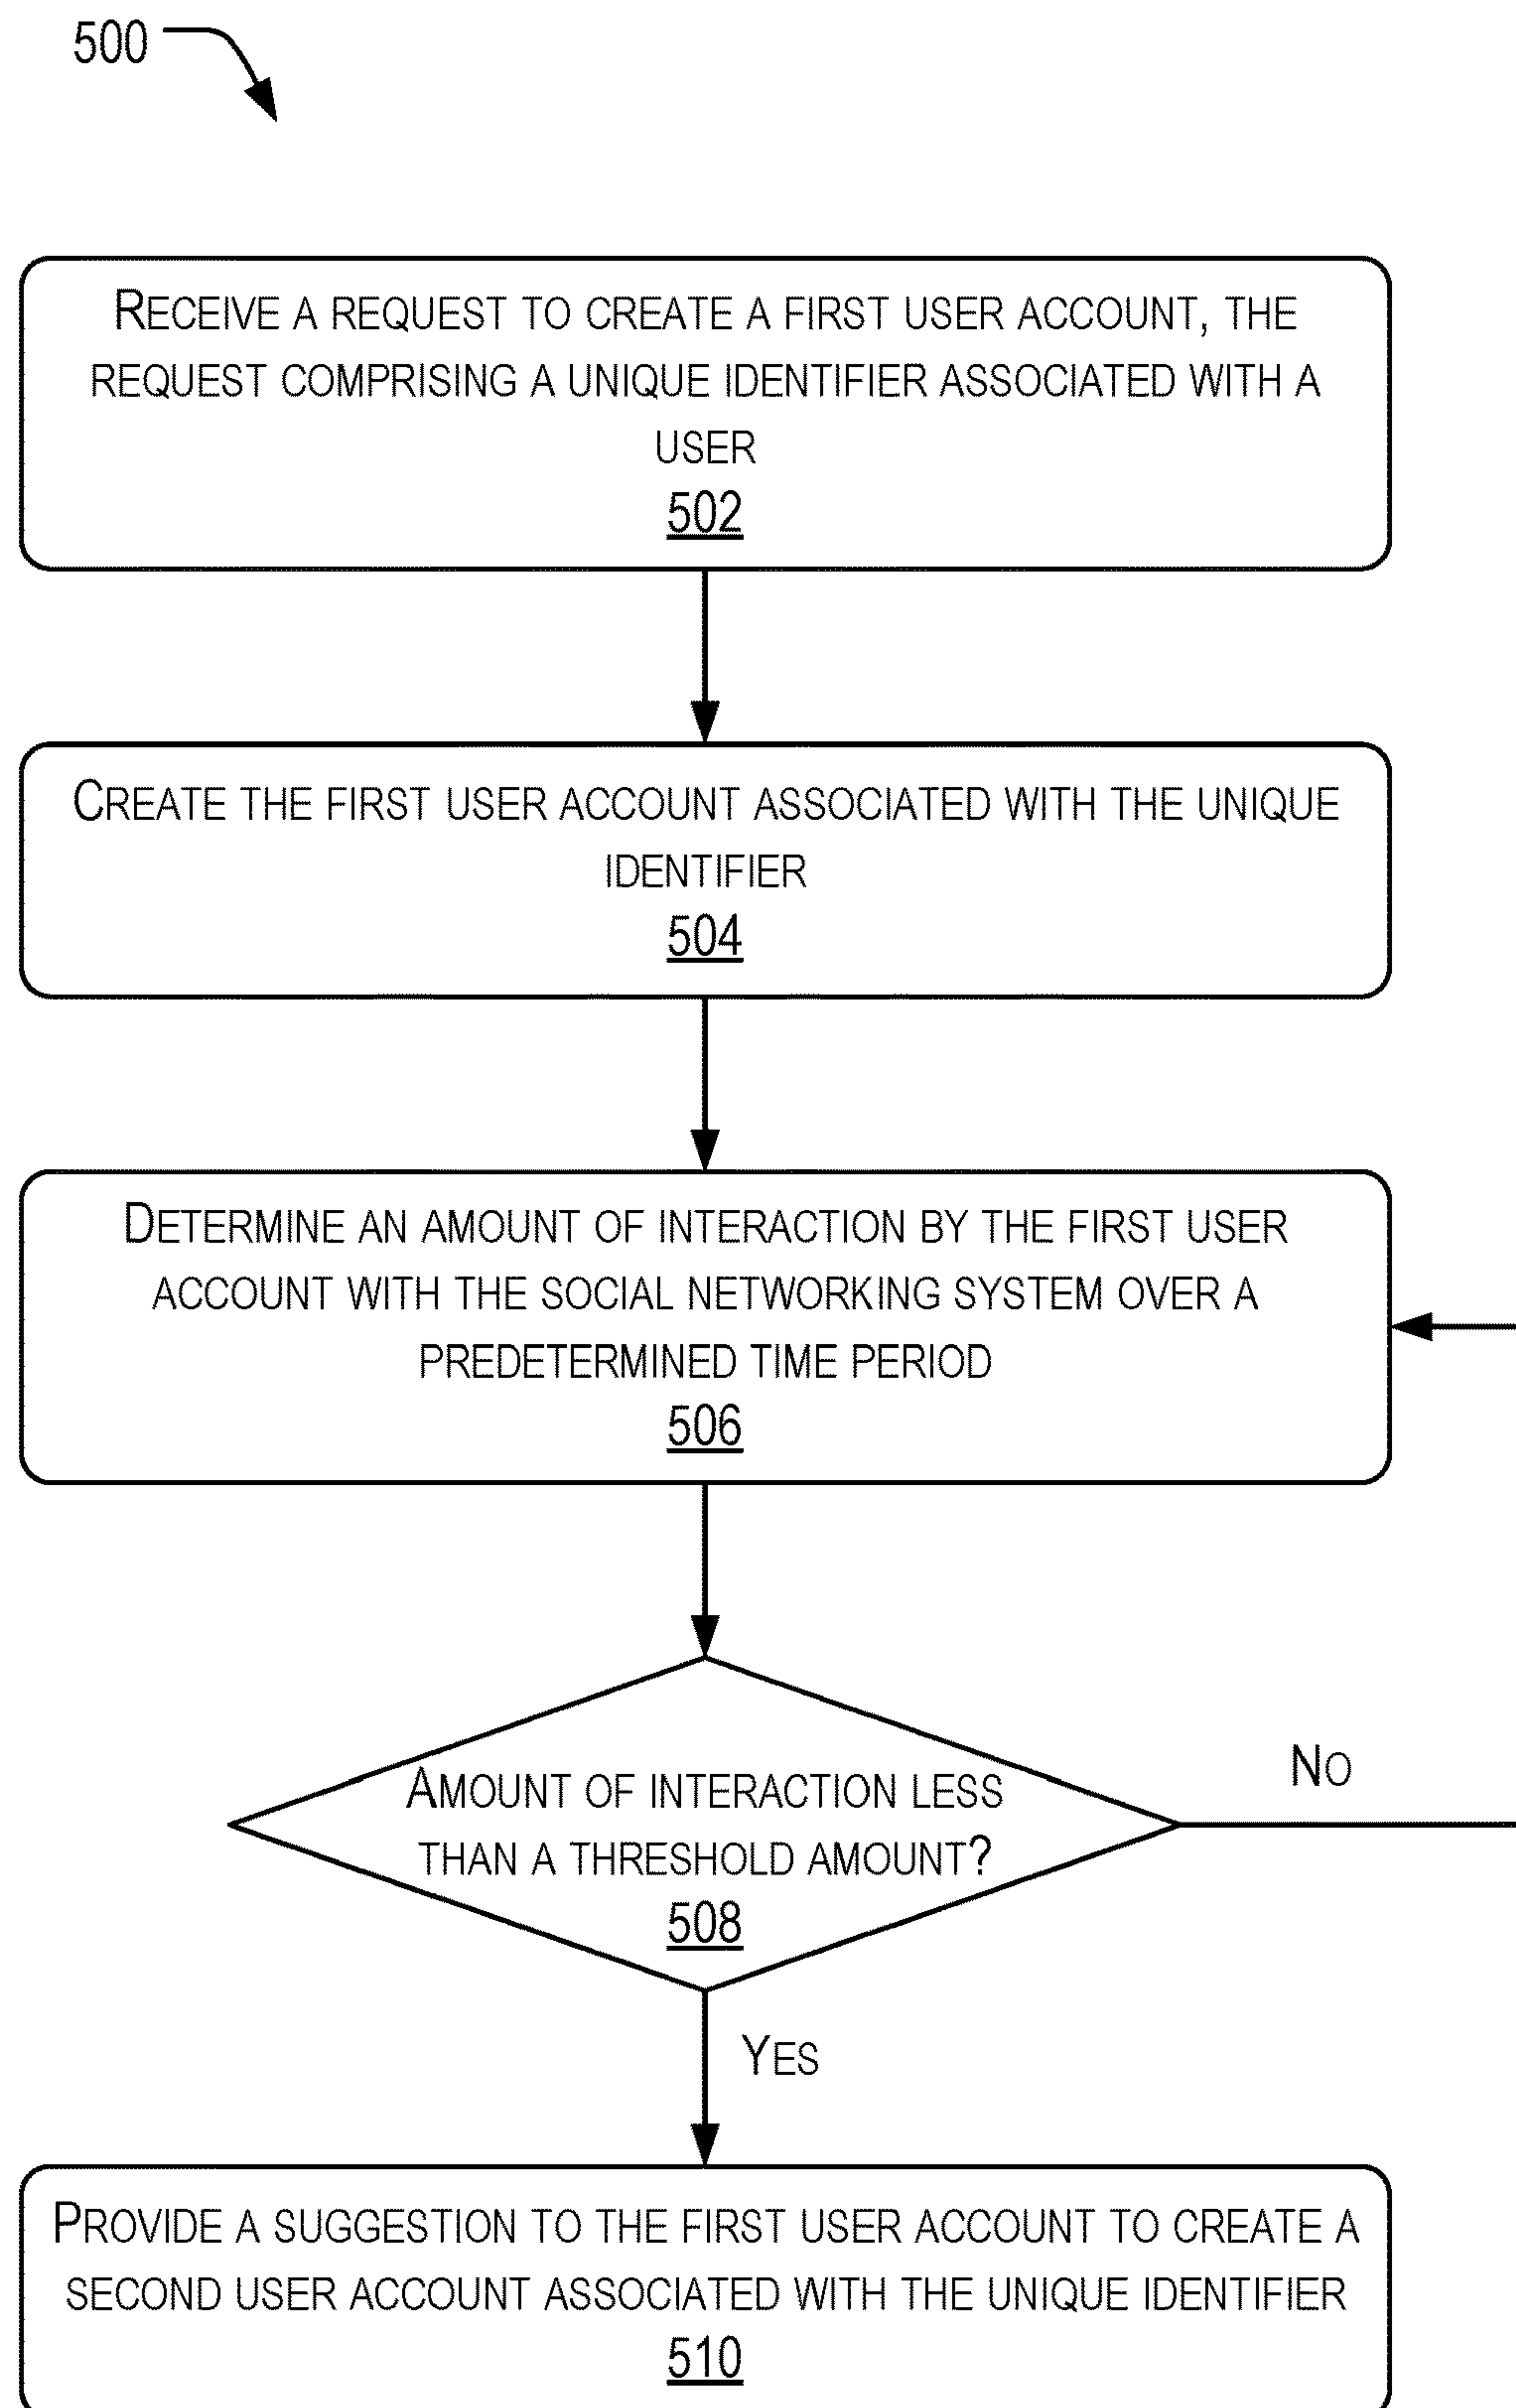 500
RECEIVE A REQUEST TO CREATE A FIRST USER ACCOUNT, THE
REQUEST COMPRISING A UNIQUE IDENTIFIER ASSOCIATED WITH A
USER
502
CREATE THE FIRST USER ACCOUNT ASSOCIATED WITH THE UNIQUE
IDENTIFIER
504
DETERMINE AN AMOUNT OF INTERACTION BY THE FIRST USER
ACCOUNT WITH THE SOCIAL NETWORKING SYSTEM OVER A
PREDETERMINED TIME PERIOD
506
AMOUNT OF INTERACTION LESS
THAN A THRESHOLD AMOUNT?
508
NO
YES
PROVIDE A SUGGESTION TO THE FIRST USER ACCOUNT TO CREATE A
SECOND USER ACCOUNT ASSOCIATED WITH THE UNIQUE IDENTIFIER
510